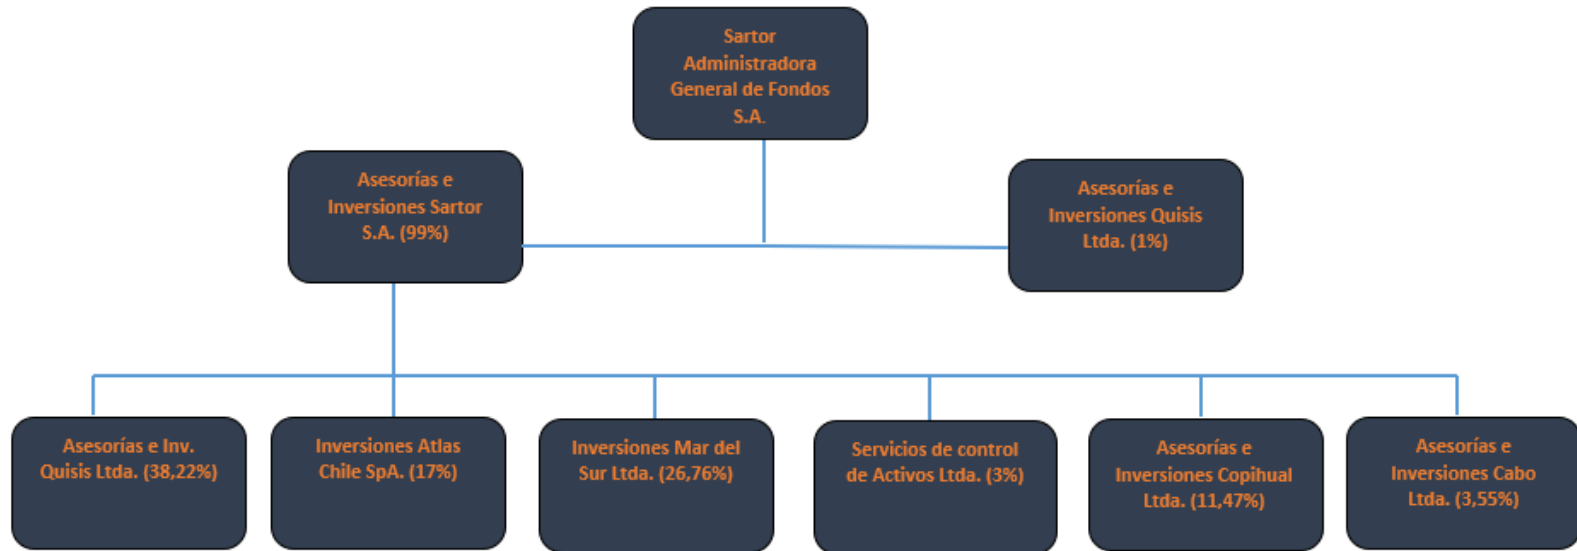 Sartor
Administradora
General de Fondos
S.A.
Asesorías e
Inversiones Sartor
S.A. (99%)
Asesorías e
Inversiones Quisis
Ltda. (1%)
Asesorías e Inv.
Quisis Ltda. (38,22%)
Inversiones Atlas
Chile SpA. (17%)
Inversiones Mar del
Sur Ltda. (26,76%)
Servicios de control
de Activos Ltda. (3%)
Asesorías e
Inversiones Copihual
Ltda. (11,47%)
Asesorías e
Inversiones Cabo
Ltda. (3,55%)